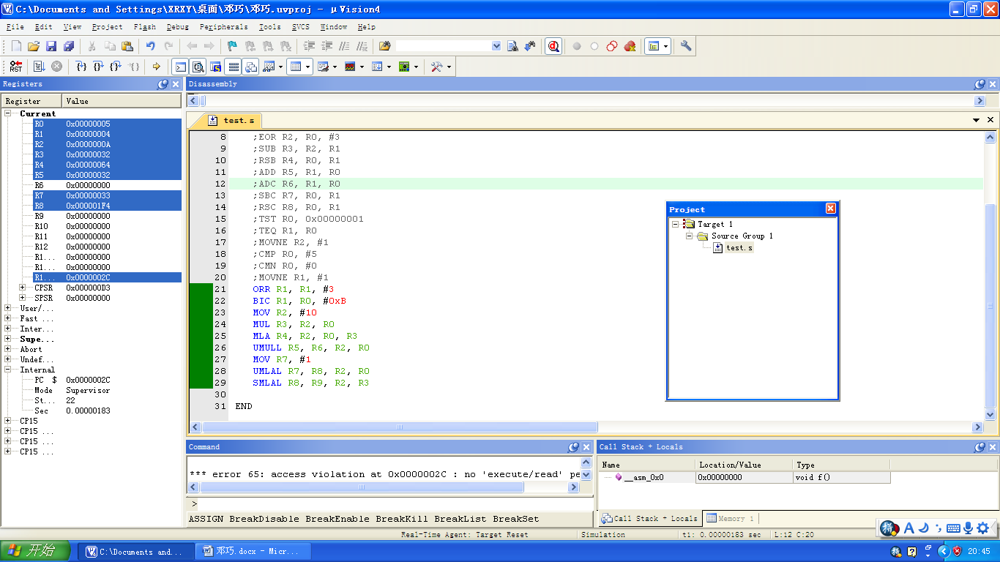 C:\Documents and Settings\XRXY\桌面\邓巧\邓巧.uvproj - μVision4
File Edit View Project Flash Debug Peripherals Tools SVCS Window Help
Registers
Register Value
Current
R0 0x00000005
R1 0x00000004
R2 0x0000000A
R3 0x00000032
R4 0x00000064
R5 0x00000032
R6 0x00000000
R7 0x00000033
R8 0x000001F4
R9 0x00000000
R10 0x00000000
R11 0x00000000
R12 0x00000000
R1... 0x00000000
R1... 0x00000000
R1... 0x0000002C
CPSR 0x000000D3
SPSR 0x00000000
User/...
Fast ...
Inter...
Supe...
Abort
Undef...
Internal
PC $ 0x0000002C
Mode Supervisor
St... 22
Sec 0.00000183
CP15
CP15 ...
CP15 ...
CP15 ...
Disassembly
test.s
8 ;EOR R2, R0, #3
9 ;SUB R3, R2, R1
10 ;RSB R4, R0, R1
11 ;ADD R5, R1, R0
12 ;ADC R6, R1, R0
13 ;SBC R7, R0, R1
14 ;RSC R8, R0, R1
15 ;TST R0, 0x00000001
16 ;TEQ R1, R0
17 ;MOVNE R2, #1
18 ;CMP R0, #5
19 ;CMN R0, #0
20 ;MOVNE R1, #1
21 ORR R1, R1, #3
22 BIC R1, R0, #0xB
23 MOV R2, #10
24 MUL R3, R2, R0
25 MLA R4, R2, R0, R3
26 UMULL R5, R6, R2, R0
27 MOV R7, #1
28 UMLAL R7, R8, R2, R0
29 SMLAL R8, R9, R2, R3
30
31 END
Project
Target 1
Source Group 1
test.s
Command
*** error 65: access violation at 0x0000002C : no 'execute/read' pe
>
ASSIGN BreakDisable BreakEnable BreakKill BreakList BreakSet
Call Stack + Locals
Name Location/Value Type
__asm_0x0 0x00000000 void f()
Call Stack + Locals Memory 1
Real-Time Agent: Target Reset Simulation t1: 0.00000183 sec L:12 C:20
开始 C:\Documents and... 邓巧.docx - Micr... 20:45